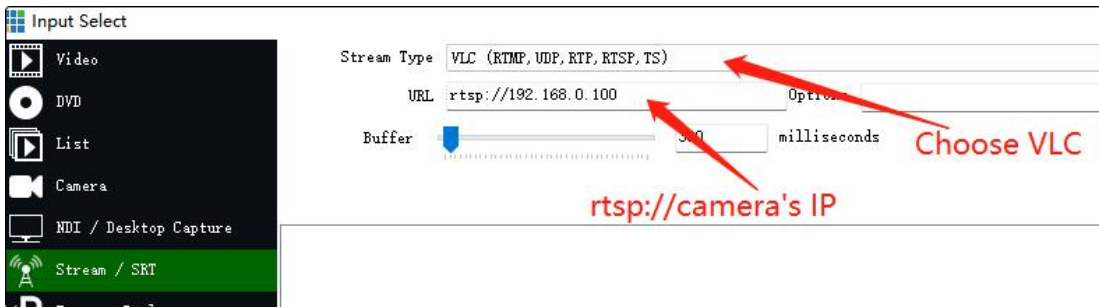 Input Select
Video
Stream Type VLC (RTMP, UDP, RTP, RTSP, TS)
DVD
URL rtsp://192.168.0.100
List
Buffer milliseconds
Choose VLC
Camera
rtsp://camera's IP
NDI / Desktop Capture
Stream / SRT